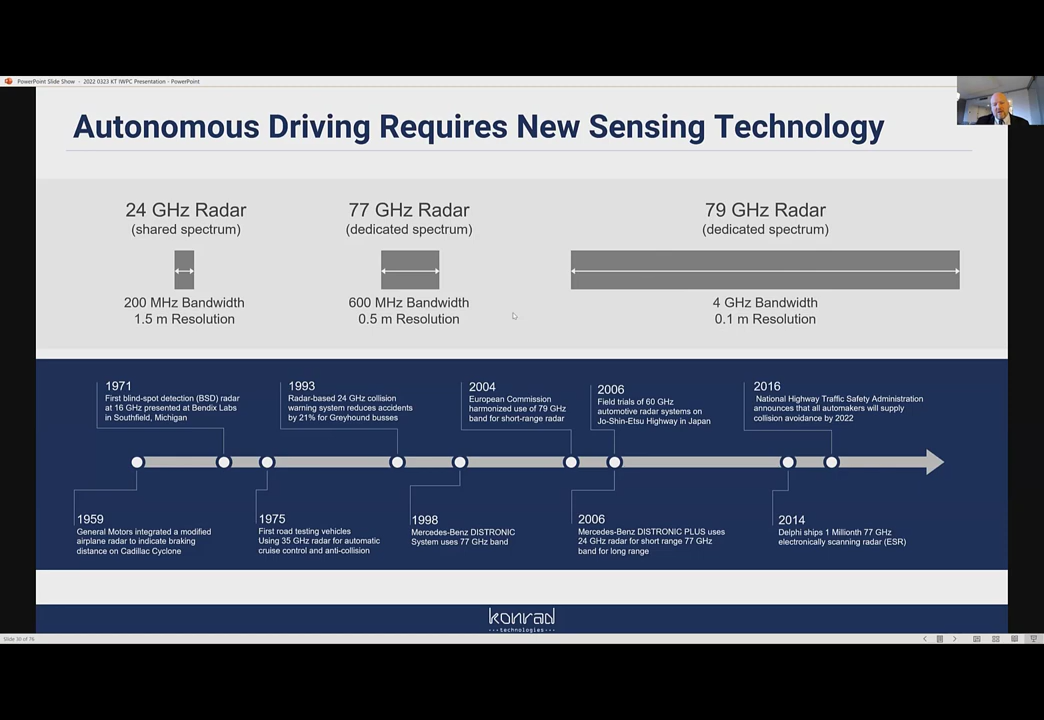 PowerPoint Slide Show - 2022 0323 KT IWPC Presentation - PowerPoint
Autonomous Driving Requires New Sensing Technology
24 GHz Radar
(shared spectrum)
200 MHz Bandwidth
1.5 m Resolution
77 GHz Radar
(dedicated spectrum)
600 MHz Bandwidth
0.5 m Resolution
79 GHz Radar
(dedicated spectrum)
4 GHz Bandwidth
0.1 m Resolution
1971
First blind-spot detection (BSD) radar
at 16 GHz presented at Bendix Labs
in Southfield, Michigan
1993
Radar-based 24 GHz collision
warning system reduces accidents
by 21% for Greyhound busses
2004
European Commission
harmonized use of 79 GHz
band for short-range radar
2006
Field trials of 60 GHz
automotive radar systems on
Jo-Shin-Etsu Highway in Japan
2016
National Highway Traffic Safety Administration
announces that all automakers will supply
collision avoidance by 2022
1959
General Motors integrated a modified
airplane radar to indicate braking
distance on Cadillac Cyclone
1975
First road testing vehicles
Using 35 GHz radar for automatic
cruise control and anti-collision
1998
Mercedes-Benz DISTRONIC
System uses 77 GHz band
2006
Mercedes-Benz DISTRONIC PLUS uses
24 GHz radar for short range 77 GHz
band for long range
2014
Delphi ships 1 Millionth 77 GHz
electronically scanning radar (ESR)
konrad
technologies
Slide 30 of 76